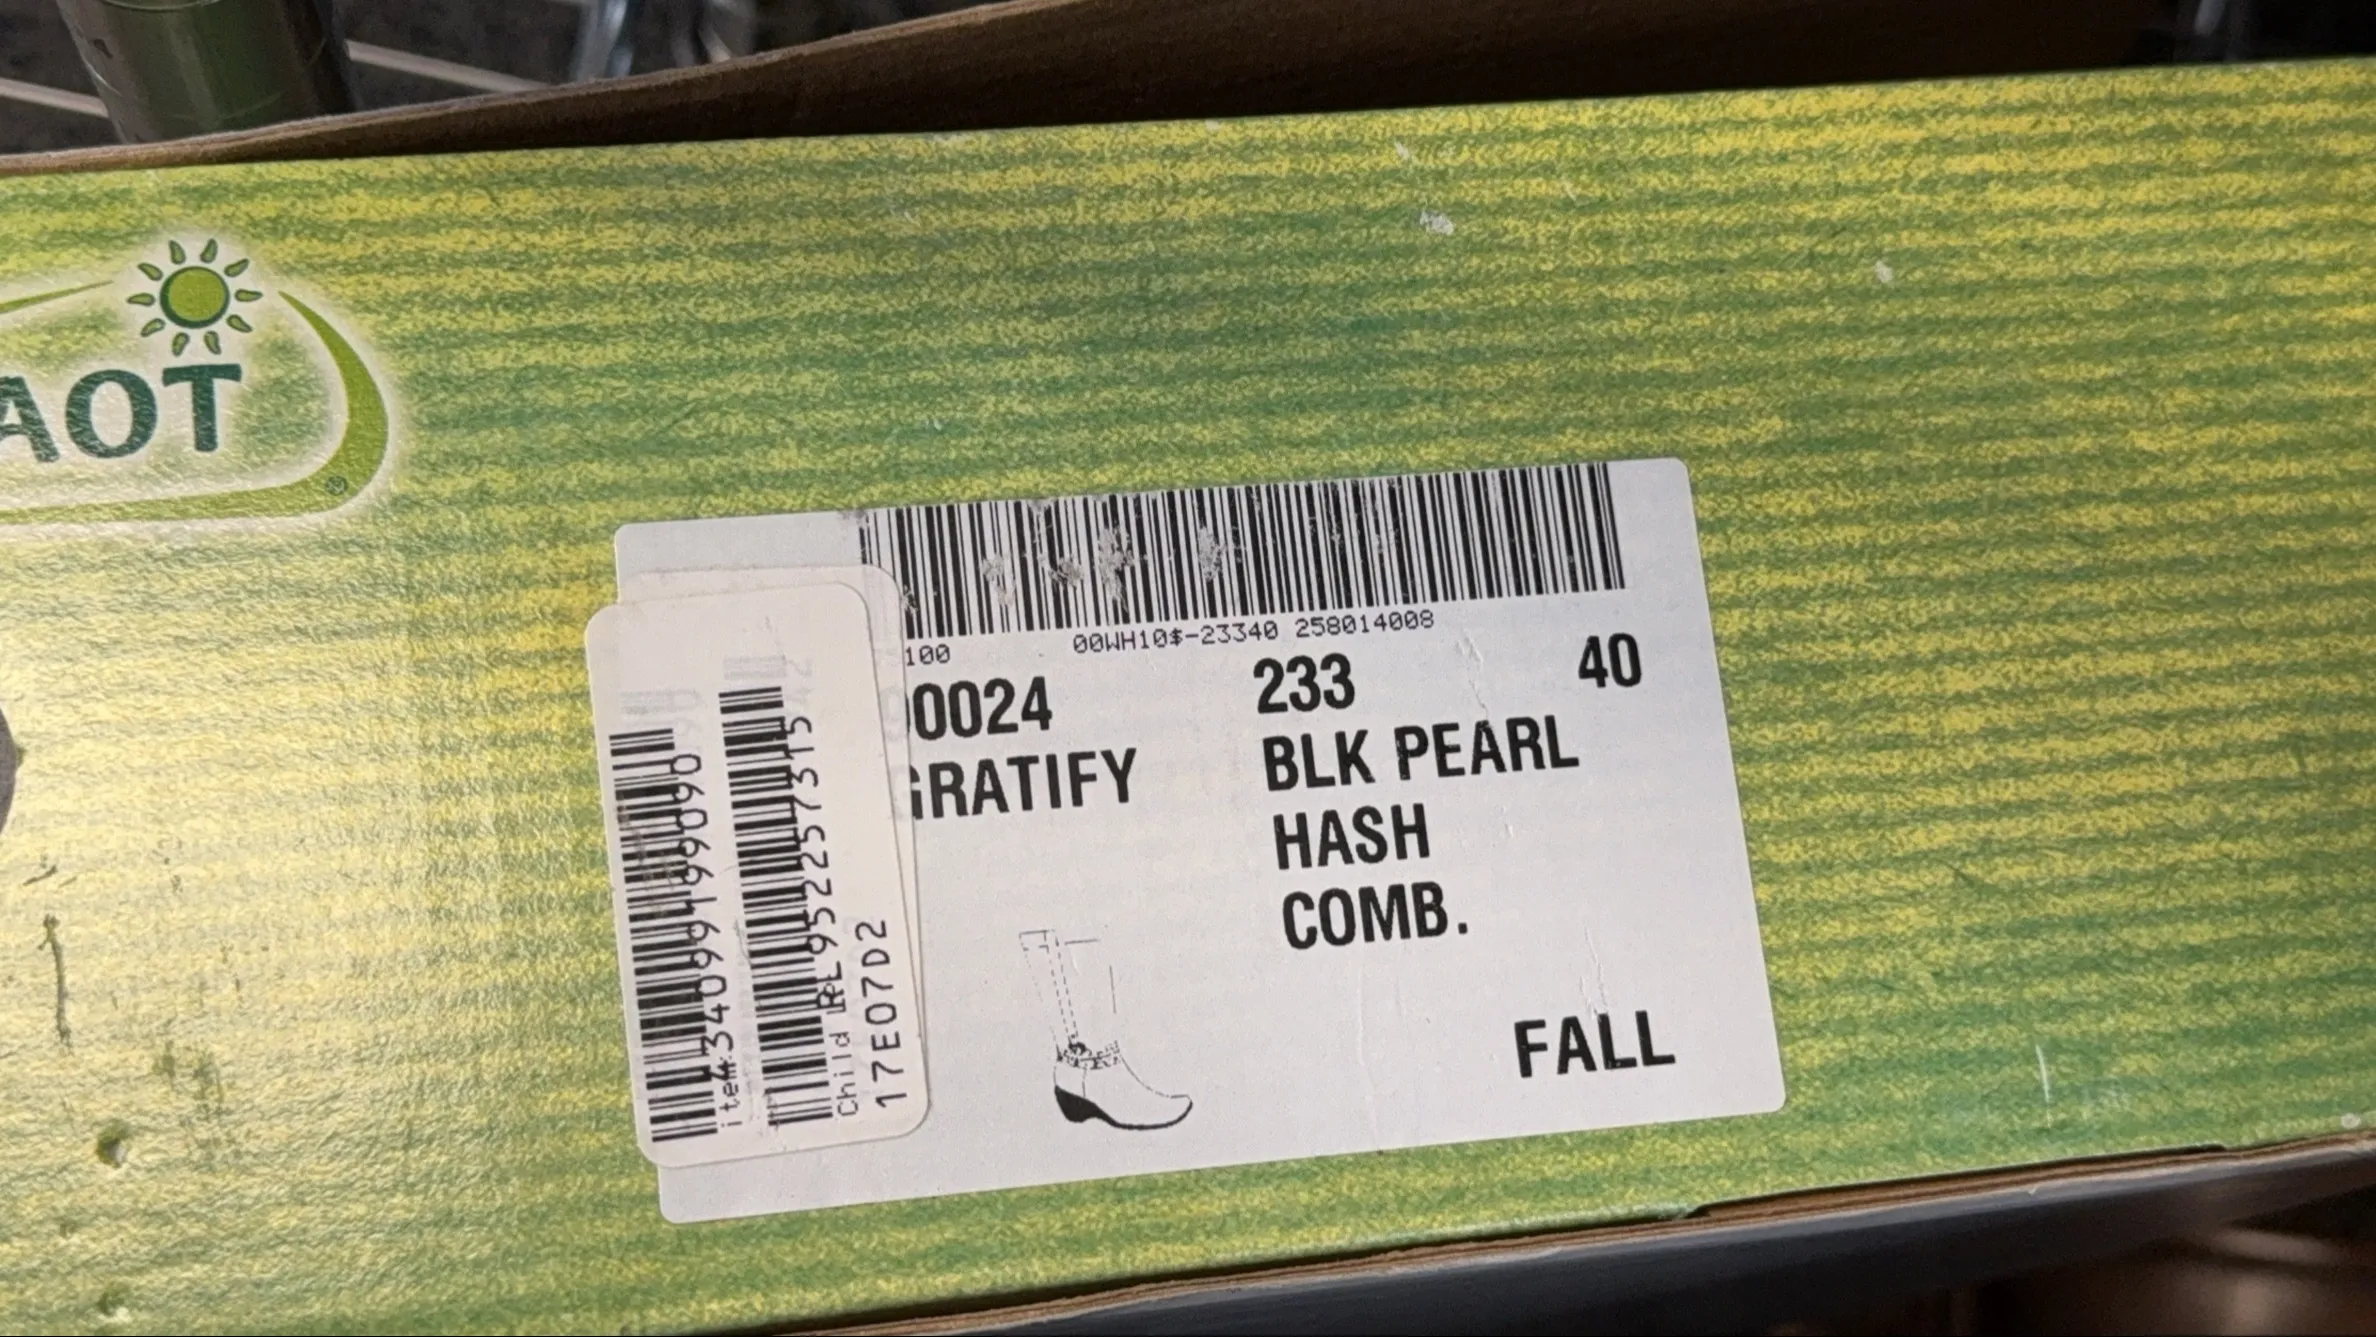 AOT
®
100 00WH10$-23340 258014008
0024 233 40
GRATIFY BLK PEARL
HASH
COMB.
FALL
item:
Child
17E07D2